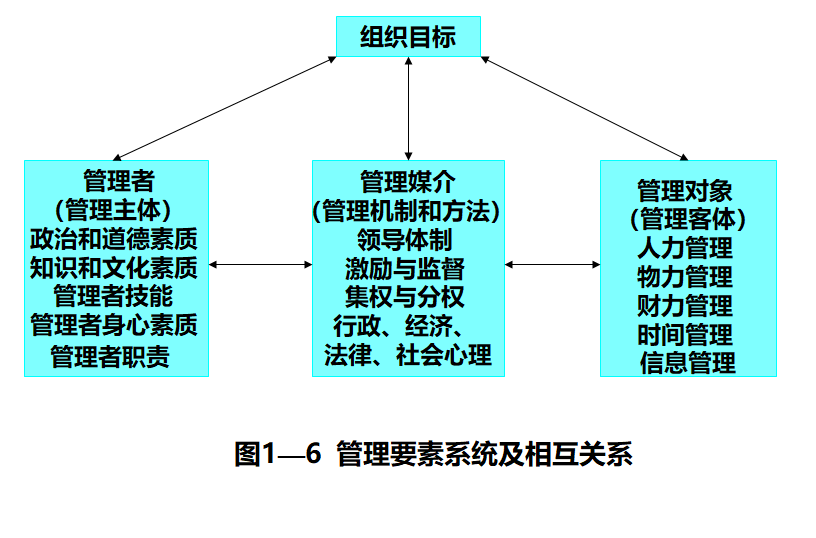 组织目标
管理者
（管理主体）
政治和道德素质
知识和文化素质
管理者技能
管理者身心素质
管理者职责
管理媒介
（管理机制和方法）
领导体制
激励与监督
集权与分权
行政、经济、
法律、社会心理
管理对象
（管理客体）
人力管理
物力管理
财力管理
时间管理
信息管理
图1—6 管理要素系统及相互关系